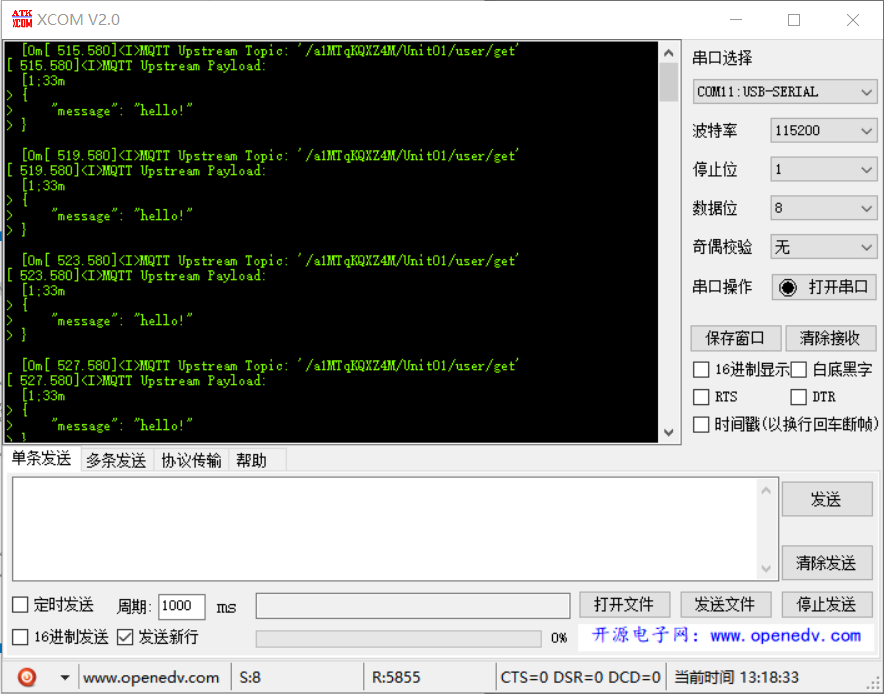 ATK
XCOM
XCOM V2.0
[0m[ 515.580]<I>MQTT Upstream Topic: '/a1MTqKQXZ4M/Unit01/user/get'
[ 515.580]<I>MQTT Upstream Payload:
[1;33m
> {
>     "message": "hello!"
> }
[0m[ 519.580]<I>MQTT Upstream Topic: '/a1MTqKQXZ4M/Unit01/user/get'
[ 519.580]<I>MQTT Upstream Payload:
[1;33m
> {
>     "message": "hello!"
> }
[0m[ 523.580]<I>MQTT Upstream Topic: '/a1MTqKQXZ4M/Unit01/user/get'
[ 523.580]<I>MQTT Upstream Payload:
[1;33m
> {
>     "message": "hello!"
> }
[0m[ 527.580]<I>MQTT Upstream Topic: '/a1MTqKQXZ4M/Unit01/user/get'
[ 527.580]<I>MQTT Upstream Payload:
[1;33m
> {
>     "message": "hello!"
> }
串口选择
COM11:USB-SERIAL
波特率 115200
停止位 1
数据位 8
奇偶校验 无
串口操作 打开串口
保存窗口 清除接收
16进制显示 白底黑字
RTS DTR
时间戳(以换行回车断帧)
单条发送 多条发送 协议传输 帮助
发送
清除发送
定时发送 周期: 1000 ms 打开文件 发送文件 停止发送
16进制发送 发送新行 0% 开源电子网: www.openedv.com
www.openedv.com S:8 R:5855 CTS=0 DSR=0 DCD=0 当前时间 13:18:33